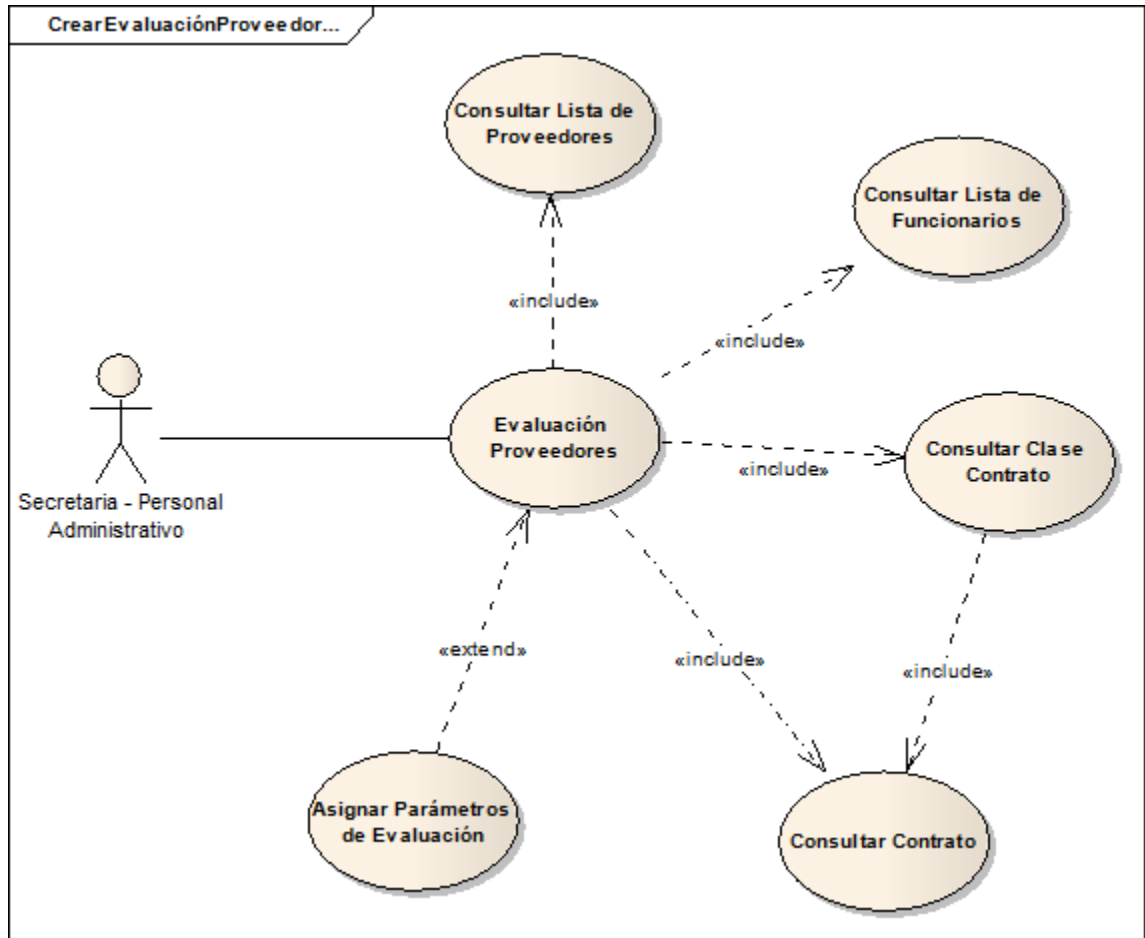 CrearEvaluaciónProveedor...
Consultar Lista de
Proveedores
Consultar Lista de
Funcionarios
«include»
«include»
Evaluación
Proveedores
Consultar Clase
Contrato
«include»
Secretaria - Personal
Administrativo
«extend»
«include»
«include»
Asignar Parámetros
de Evaluación
Consultar Contrato